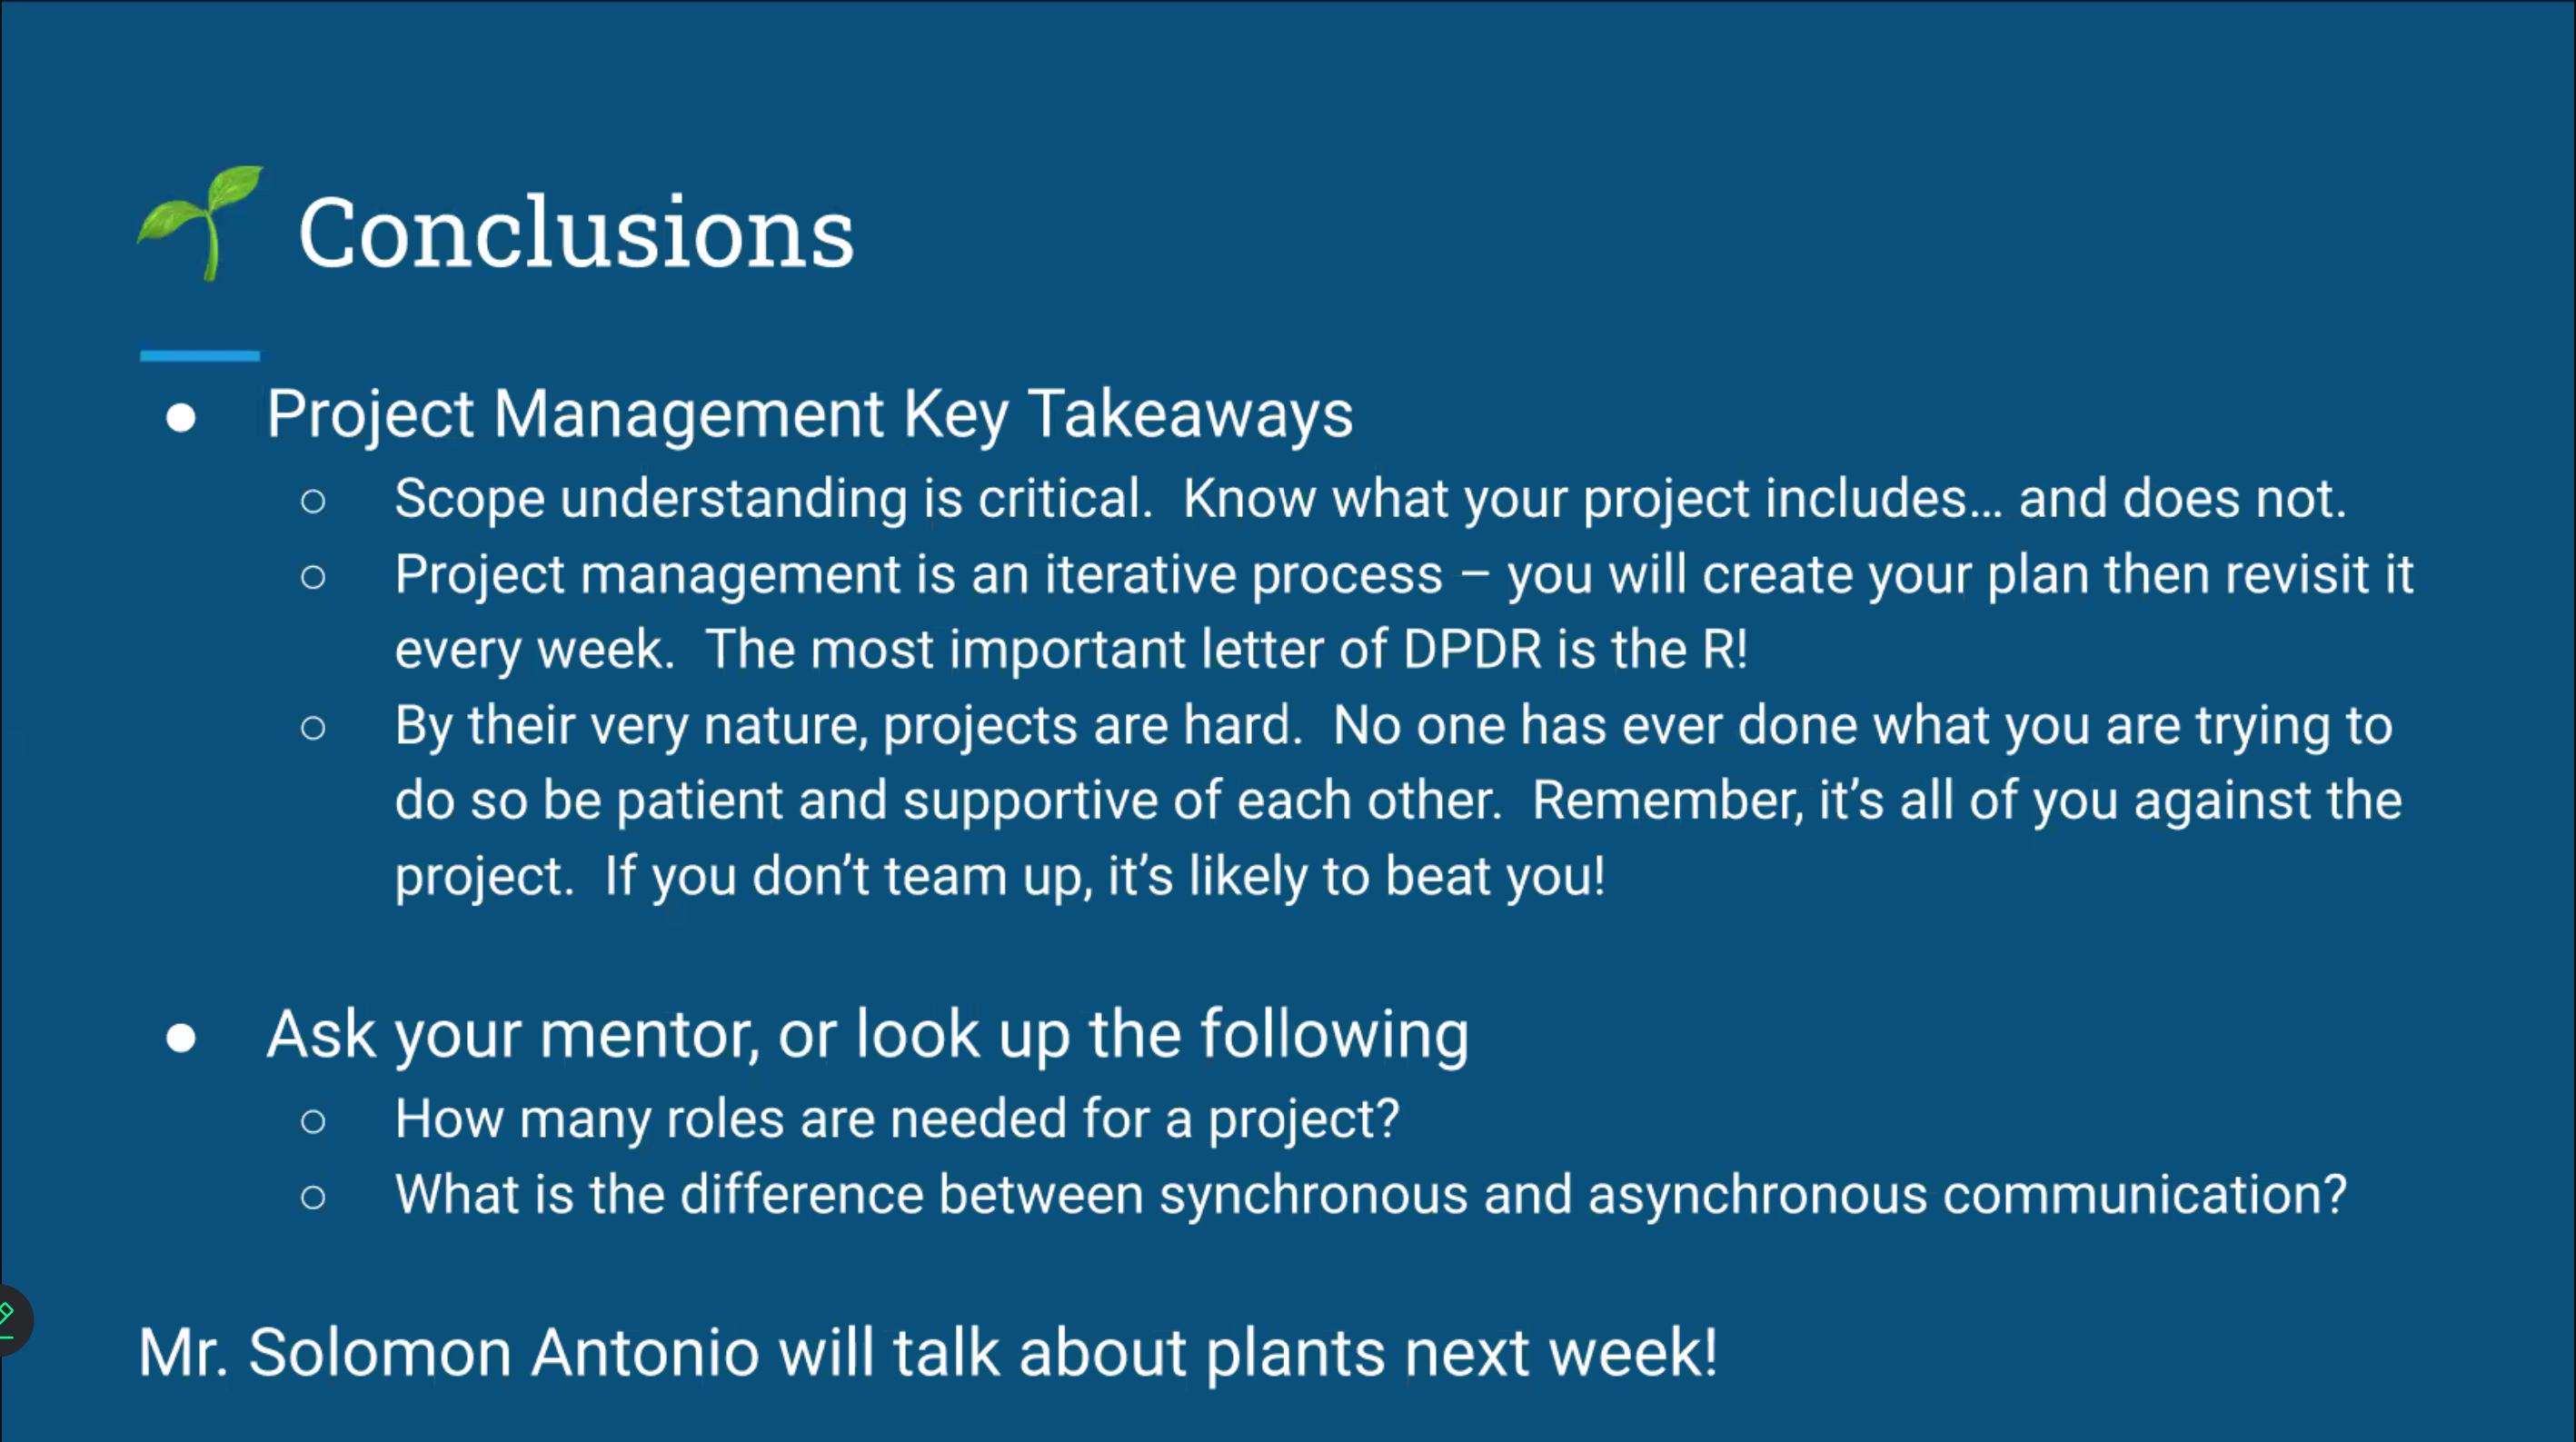 Conclusions
● Project Management Key Takeaways
○ Scope understanding is critical.  Know what your project includes… and does not.
○ Project management is an iterative process – you will create your plan then revisit it
every week.  The most important letter of DPDR is the R!
○ By their very nature, projects are hard.  No one has ever done what you are trying to
do so be patient and supportive of each other.  Remember, it’s all of you against the
project.  If you don’t team up, it’s likely to beat you!
● Ask your mentor, or look up the following
○ How many roles are needed for a project?
○ What is the difference between synchronous and asynchronous communication?
Mr. Solomon Antonio will talk about plants next week!